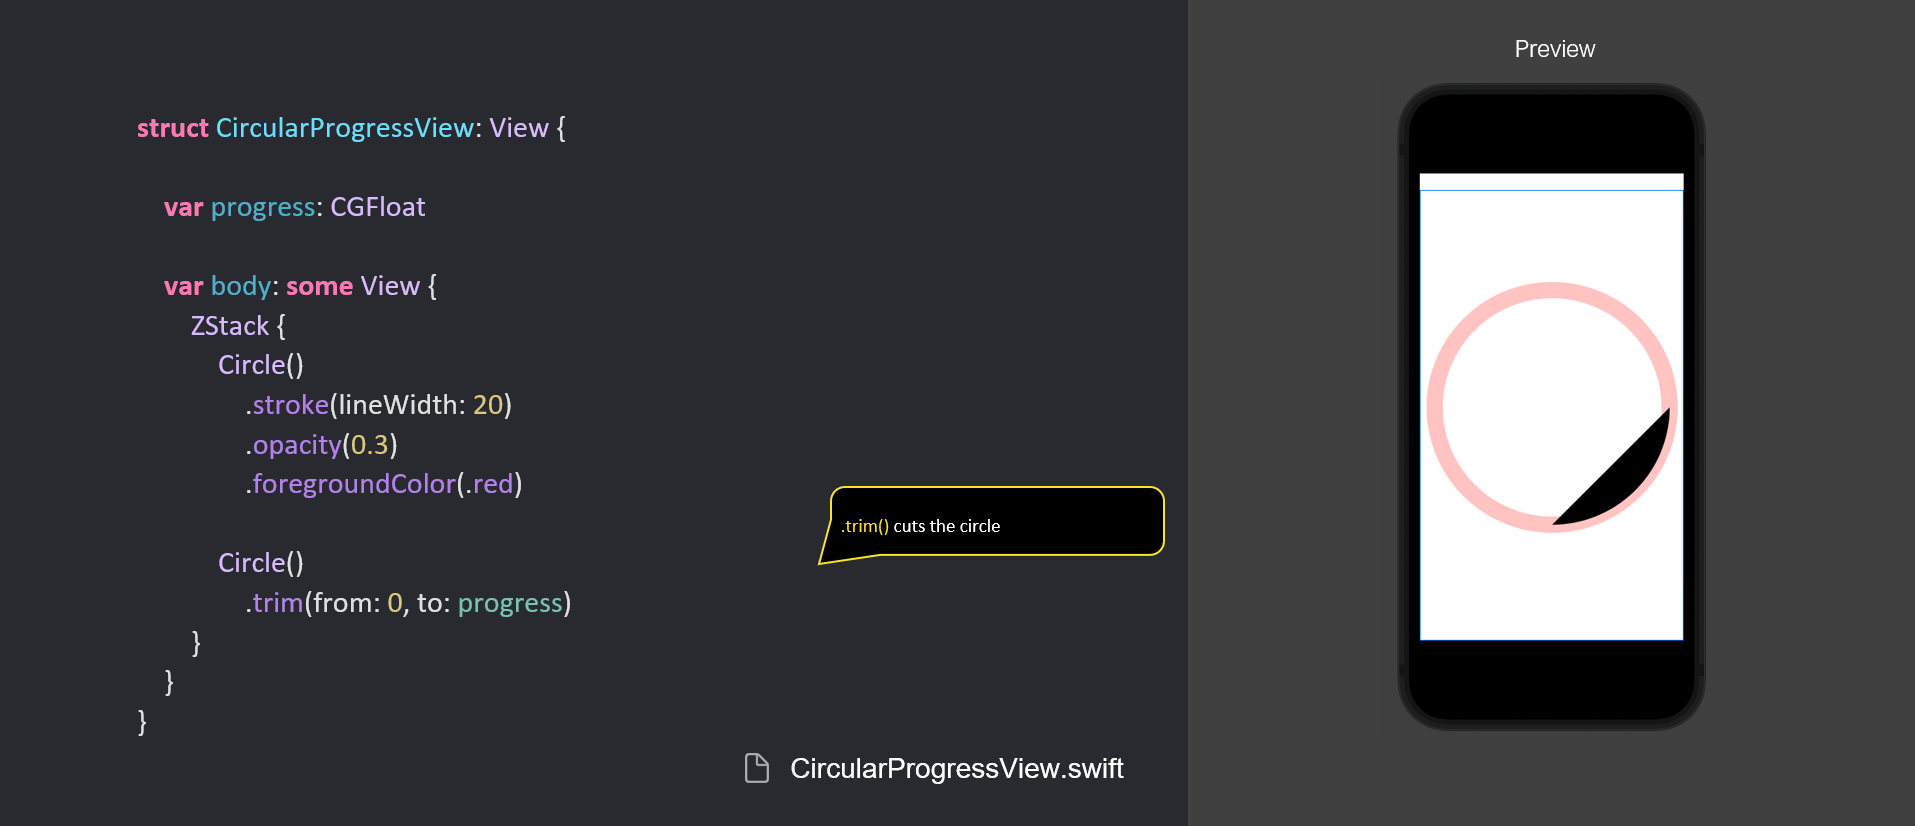 struct CircularProgressView: View {
var progress: CGFloat
var body: some View {
ZStack {
Circle()
.stroke(lineWidth: 20)
.opacity(0.3)
.foregroundColor(.red)
Circle()
.trim(from: 0, to: progress)
}
}
}
.trim() cuts the circle
CircularProgressView.swift
Preview